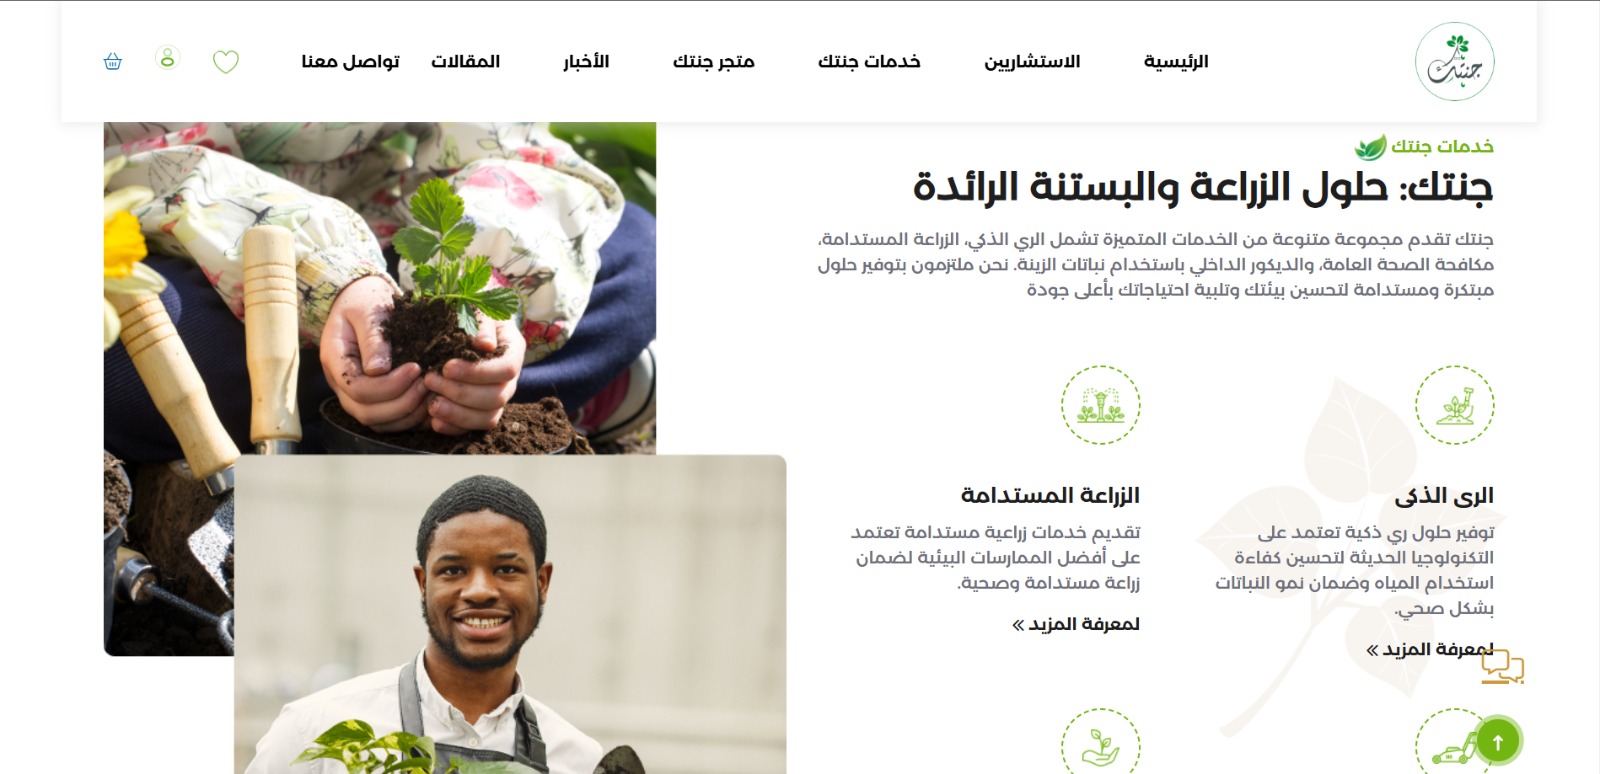 جنتك
الرئيسية
الاستشاريين
خدمات جنتك
متجر جنتك
الأخبار
المقالات
تواصل معنا
خدمات جنتك
جنتك: حلول الزراعة والبستنة الرائدة
جنتك تقدم مجموعة متنوعة من الخدمات المتميزة تشمل الري الذكي، الزراعة المستدامة،
مكافحة الصحة العامة، والديكور الداخلي باستخدام نباتات الزينة. نحن ملتزمون بتوفير حلول
مبتكرة ومستدامة لتحسين بيئتك وتلبية احتياجاتك بأعلى جودة
الرى الذكى
توفير حلول ري ذكية تعتمد على
التكنولوجيا الحديثة لتحسين كفاءة
استخدام المياه وضمان نمو النباتات
بشكل صحي.
لمعرفة المزيد »
الزراعة المستدامة
تقديم خدمات زراعية مستدامة تعتمد
على أفضل الممارسات البيئية لضمان
زراعة مستدامة وصحية.
لمعرفة المزيد »